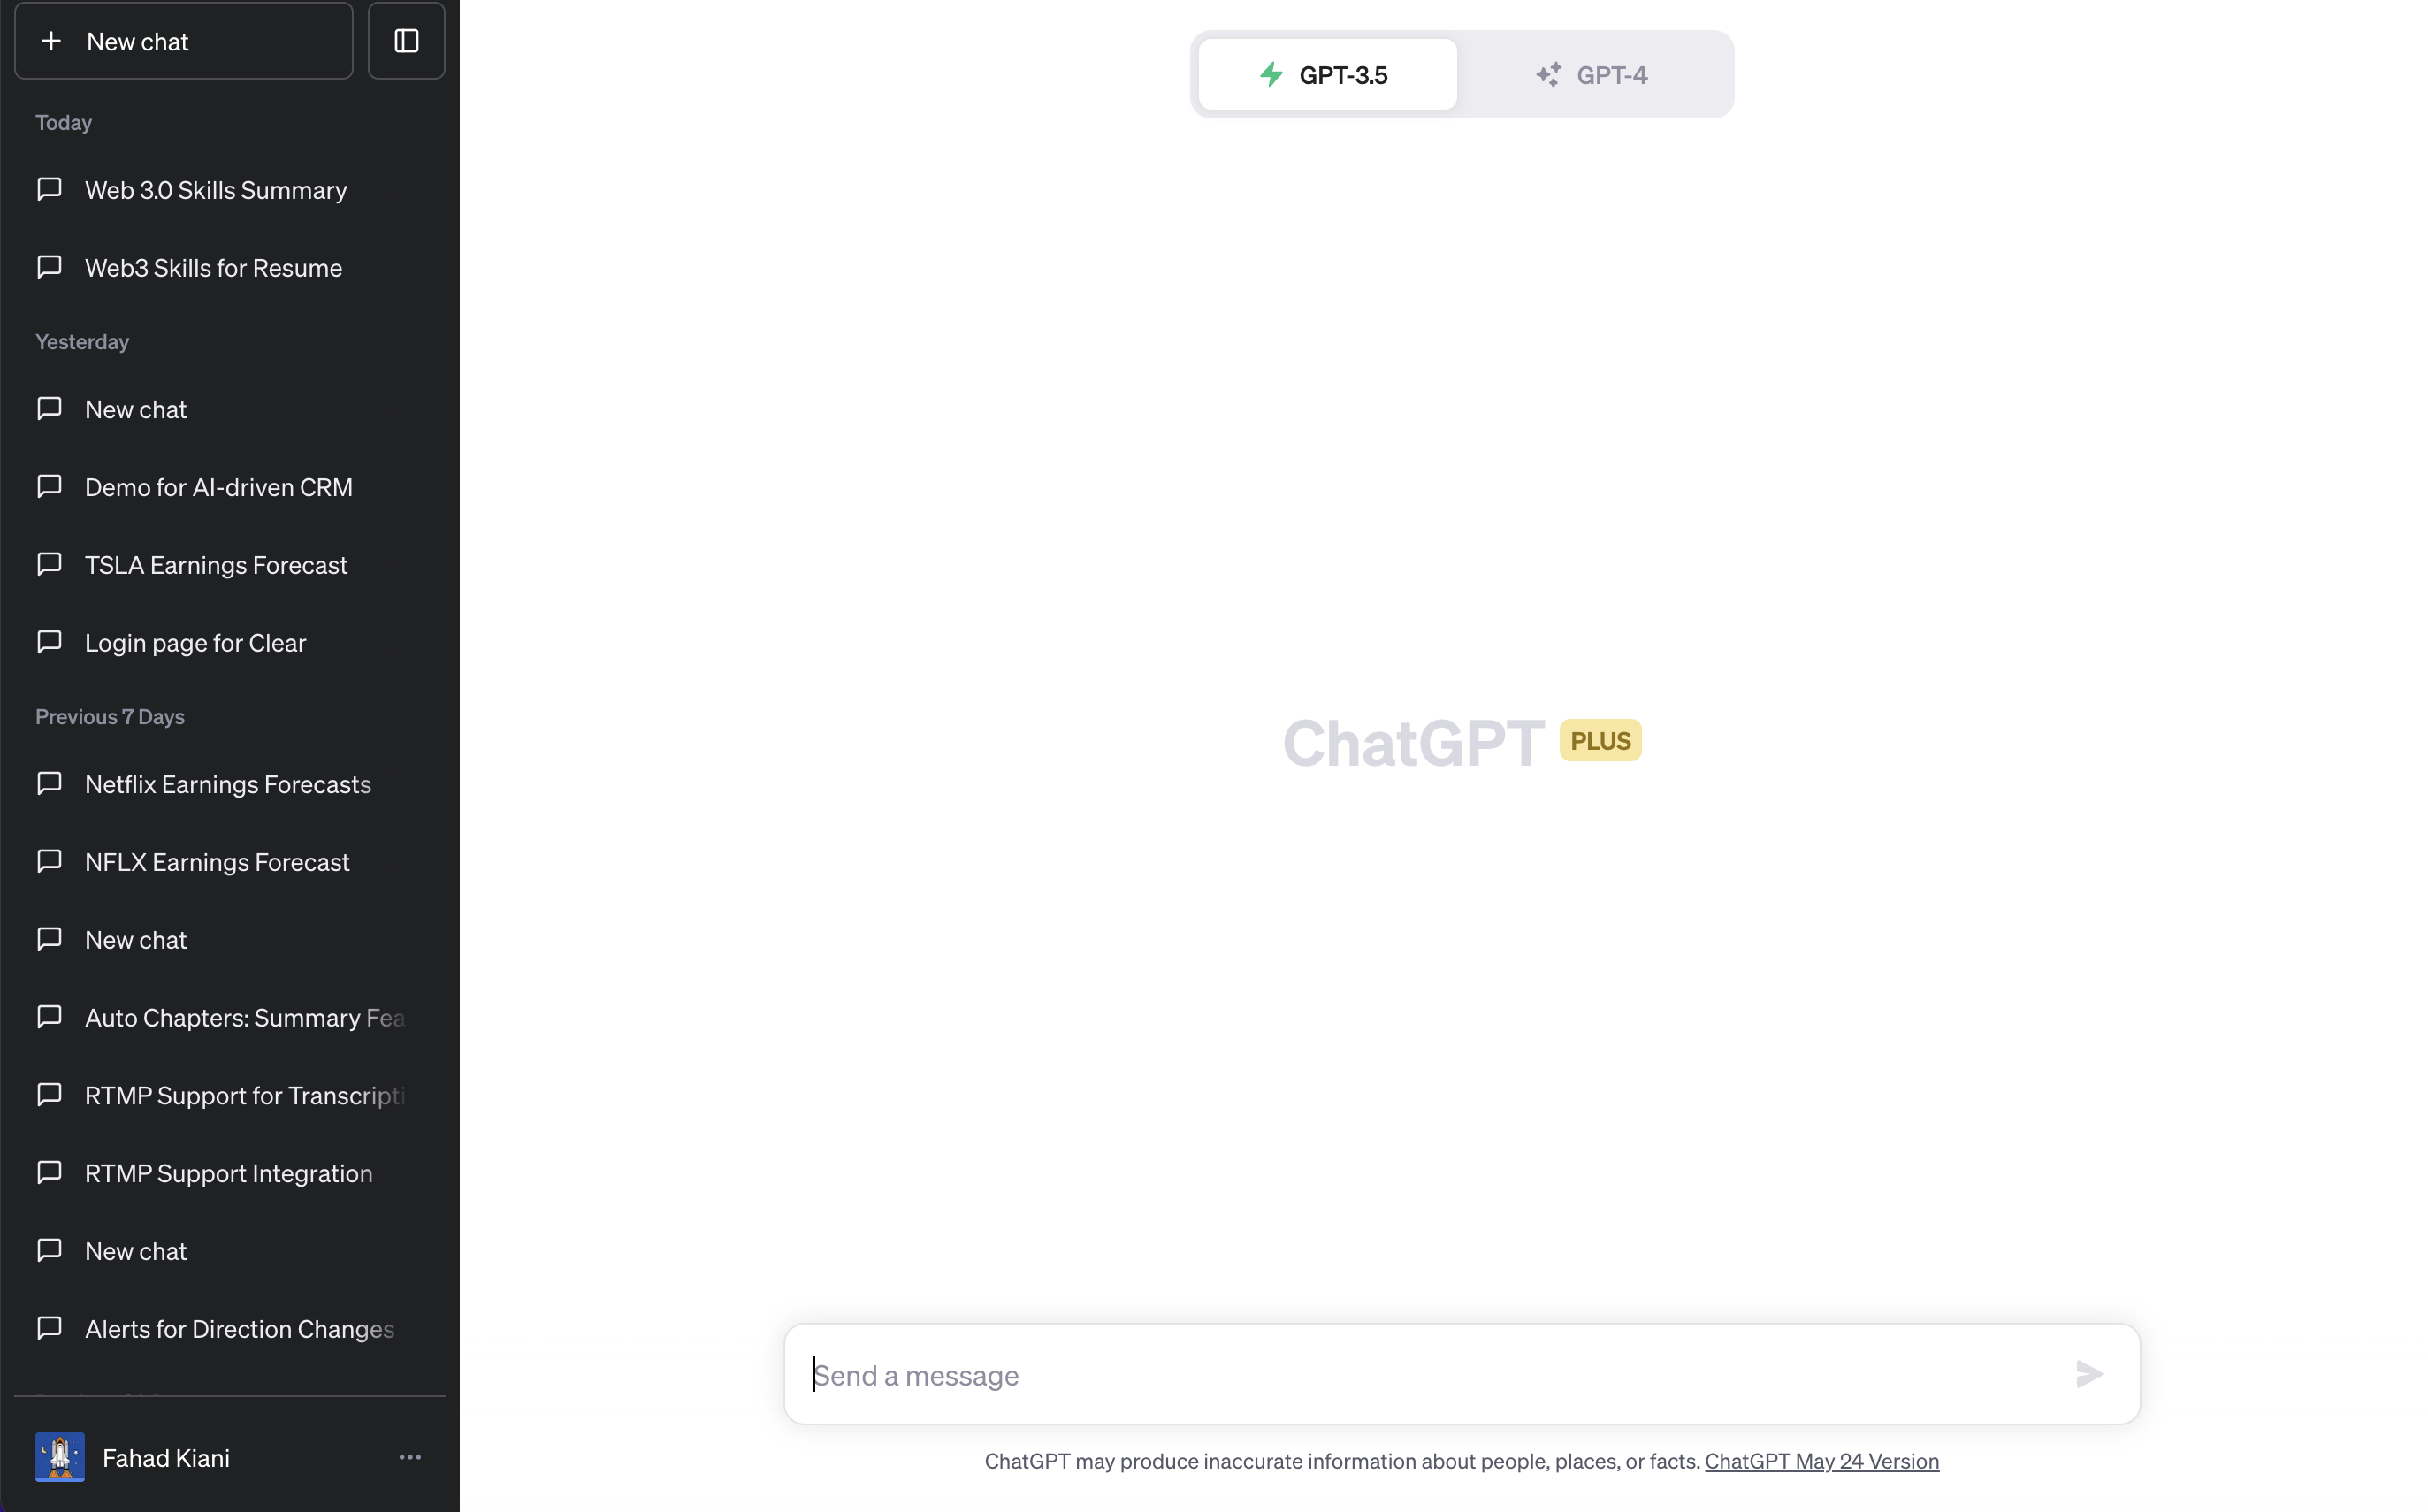 New chat
Today
Web 3.0 Skills Summary
Web3 Skills for Resume
Yesterday
New chat
Demo for AI-driven CRM
TSLA Earnings Forecast
Login page for Clear
Previous 7 Days
Netflix Earnings Forecasts
NFLX Earnings Forecast
New chat
Auto Chapters: Summary Fea
RTMP Support for Transcripti
RTMP Support Integration
New chat
Alerts for Direction Changes
Fahad Kiani
GPT-3.5
GPT-4
ChatGPT PLUS
Send a message
ChatGPT may produce inaccurate information about people, places, or facts. ChatGPT May 24 Version